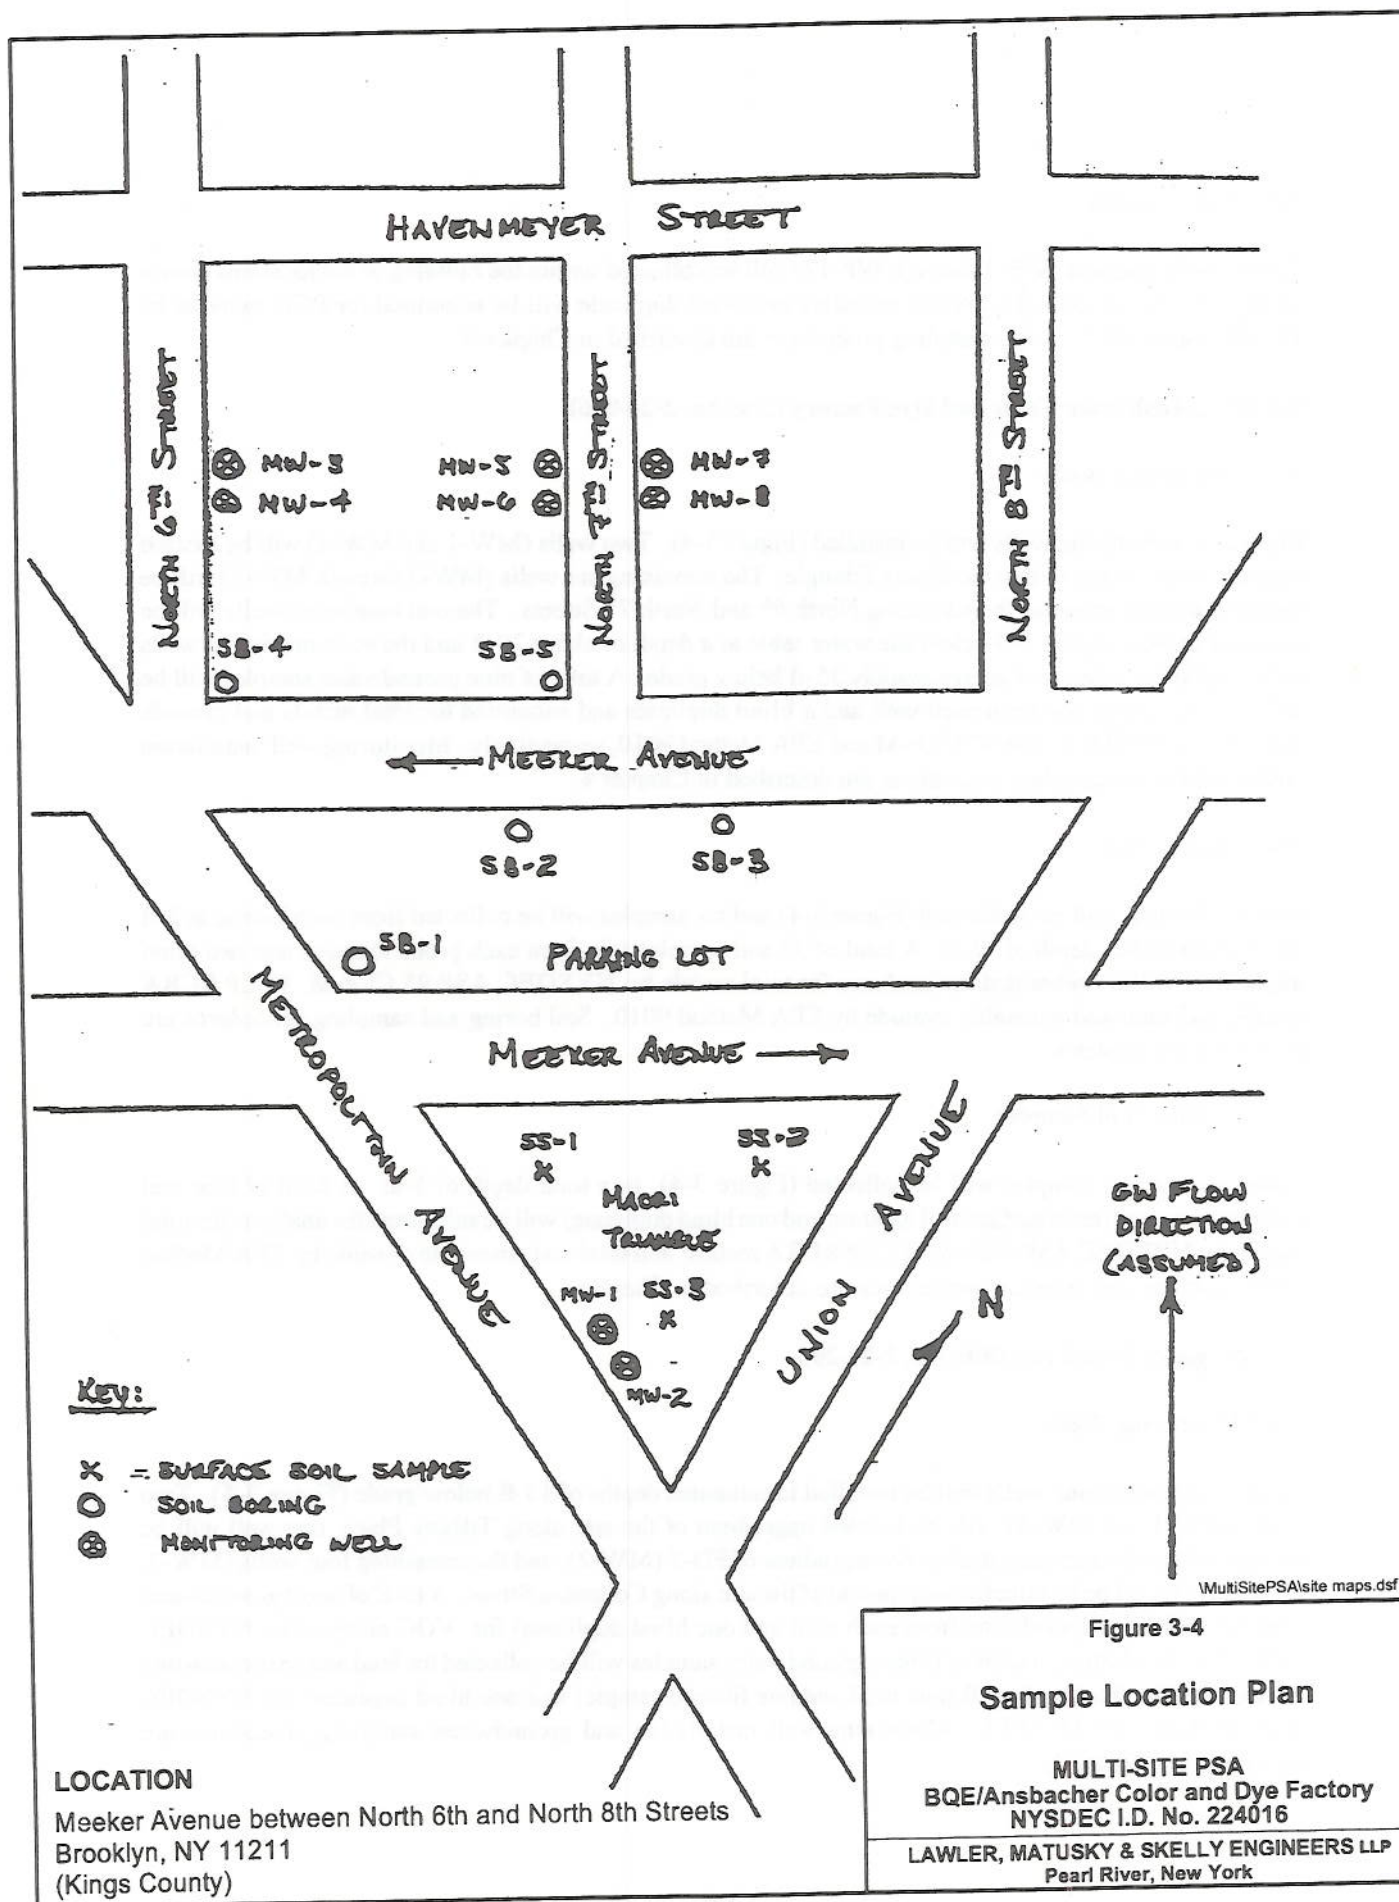 HAVENMEYER STREET
NORTH 6TH STREET
NORTH 7TH STREET
NORTH 8TH STREET
MW-3
MW-4
MW-5
MW-6
MW-7
MW-8
SB-4
SB-5
MEEKER AVENUE
SB-2
SB-3
SB-1
PARKING LOT
METROPOLITAN AVENUE
MEEKER AVENUE
SS-1
SS-2
MACRI
TRIANGLE
MW-1
SS-3
MW-2
UNION AVENUE
N
GW FLOW
DIRECTION
(ASSUMED)
KEY:
X = SURFACE SOIL SAMPLE
SOIL BORING
MONITORING WELL
\MultiSitePSA\site maps.dsf
Figure 3-4
Sample Location Plan
MULTI-SITE PSA
BQE/Ansbacher Color and Dye Factory
NYSDEC I.D. No. 224016
LAWLER, MATUSKY & SKELLY ENGINEERS LLP
Pearl River, New York
LOCATION
Meeker Avenue between North 6th and North 8th Streets
Brooklyn, NY 11211
(Kings County)